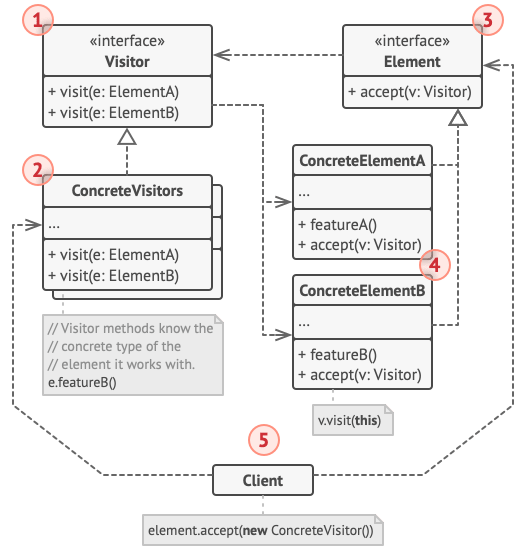 1
«interface»
Visitor
+ visit(e: ElementA)
+ visit(e: ElementB)
3
«interface»
Element
+ accept(v: Visitor)
2
ConcreteVisitors
...
+ visit(e: ElementA)
+ visit(e: ElementB)
// Visitor methods know the
// concrete type of the
// element it works with.
e.featureB()
ConcreteElementA
...
+ featureA()
+ accept(v: Visitor)
4
ConcreteElementB
...
+ featureB()
+ accept(v: Visitor)
v.visit(this)
5
Client
element.accept(new ConcreteVisitor())